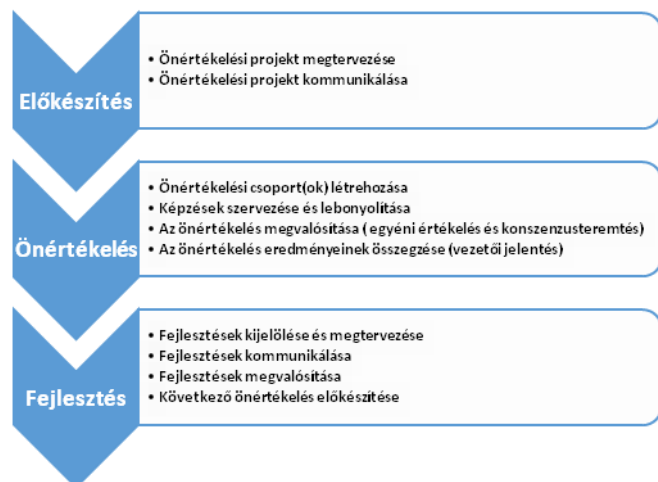 Előkészítés
• Önértékelési projekt megtervezése
• Önértékelési projekt kommunikálása
Önértékelés
• Önértékelési csoport(ok) létrehozása
• Képzések szervezése és lebonyolítása
• Az önértékelés megvalósítása ( egyéni értékelés és konszenzusteremtés)
• Az önértékelés eredményeinek összegzése (vezetői jelentés)
Fejlesztés
• Fejlesztések kijelölése és megtervezése
• Fejlesztések kommunikálása
• Fejlesztések megvalósítása
• Következő önértékelés előkészítése